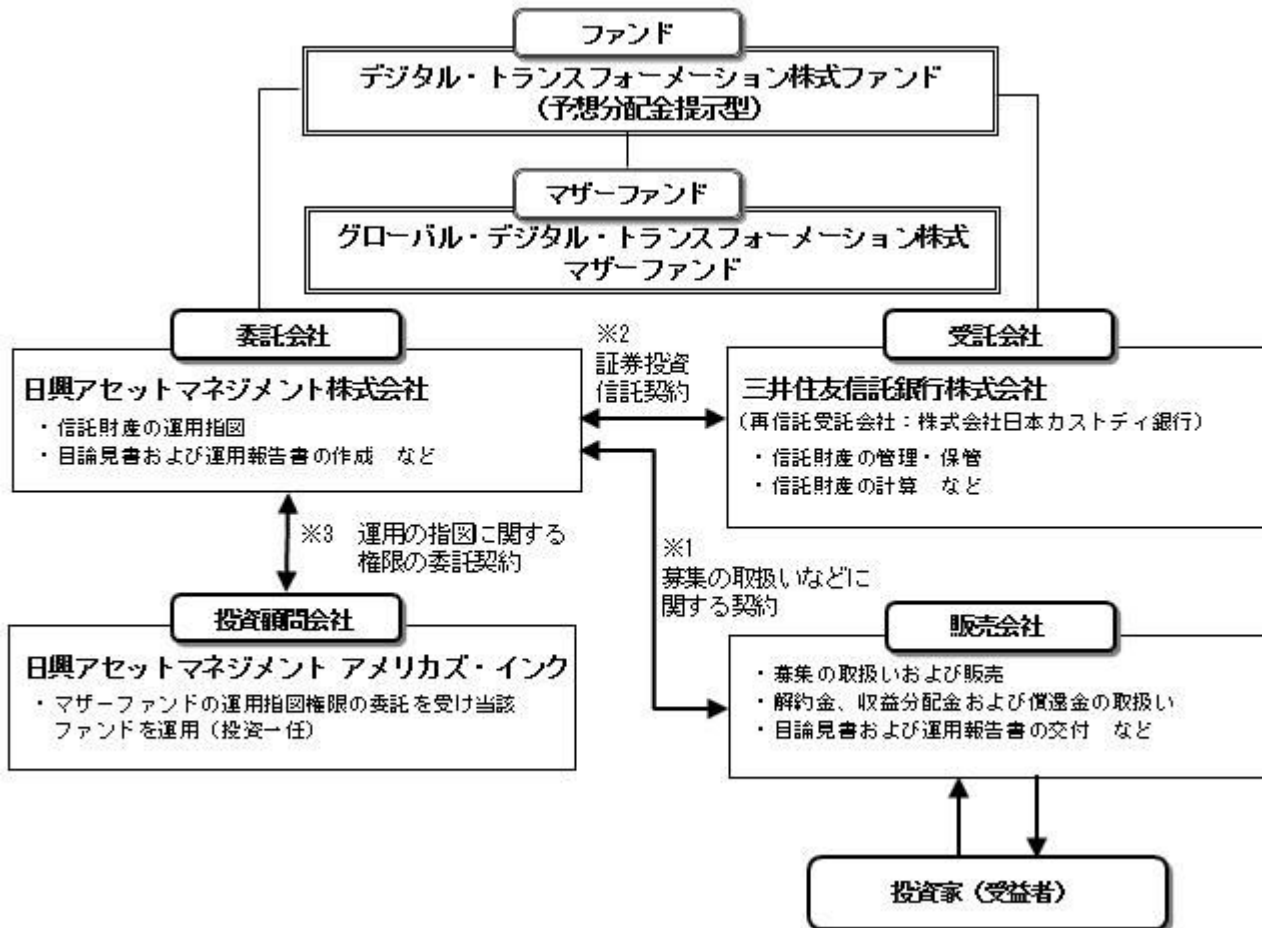 ファンド
デジタル・トランスフォーメーション株式ファンド
（予想分配金提示型）
マザーファンド
グローバル・デジタル・トランスフォーメーション株式
マザーファンド
委託会社
日興アセットマネジメント株式会社
・信託財産の運用指図
・目論見書および運用報告書の作成　など
※2
証券投資
信託契約
受託会社
三井住友信託銀行株式会社
（再信託受託会社：株式会社日本カストディ銀行）
・信託財産の管理・保管
・信託財産の計算　など
※3　運用の指図に関する
権限の委託契約
※1
募集の取扱いなどに
関する契約
投資顧問会社
日興アセットマネジメント アメリカズ・インク
・マザーファンドの運用指図権限の委託を受け当該
ファンドを運用（投資一任）
販売会社
・募集の取扱いおよび販売
・解約金、収益分配金および償還金の取扱い
・目論見書および運用報告書の交付　など
投資家（受益者）